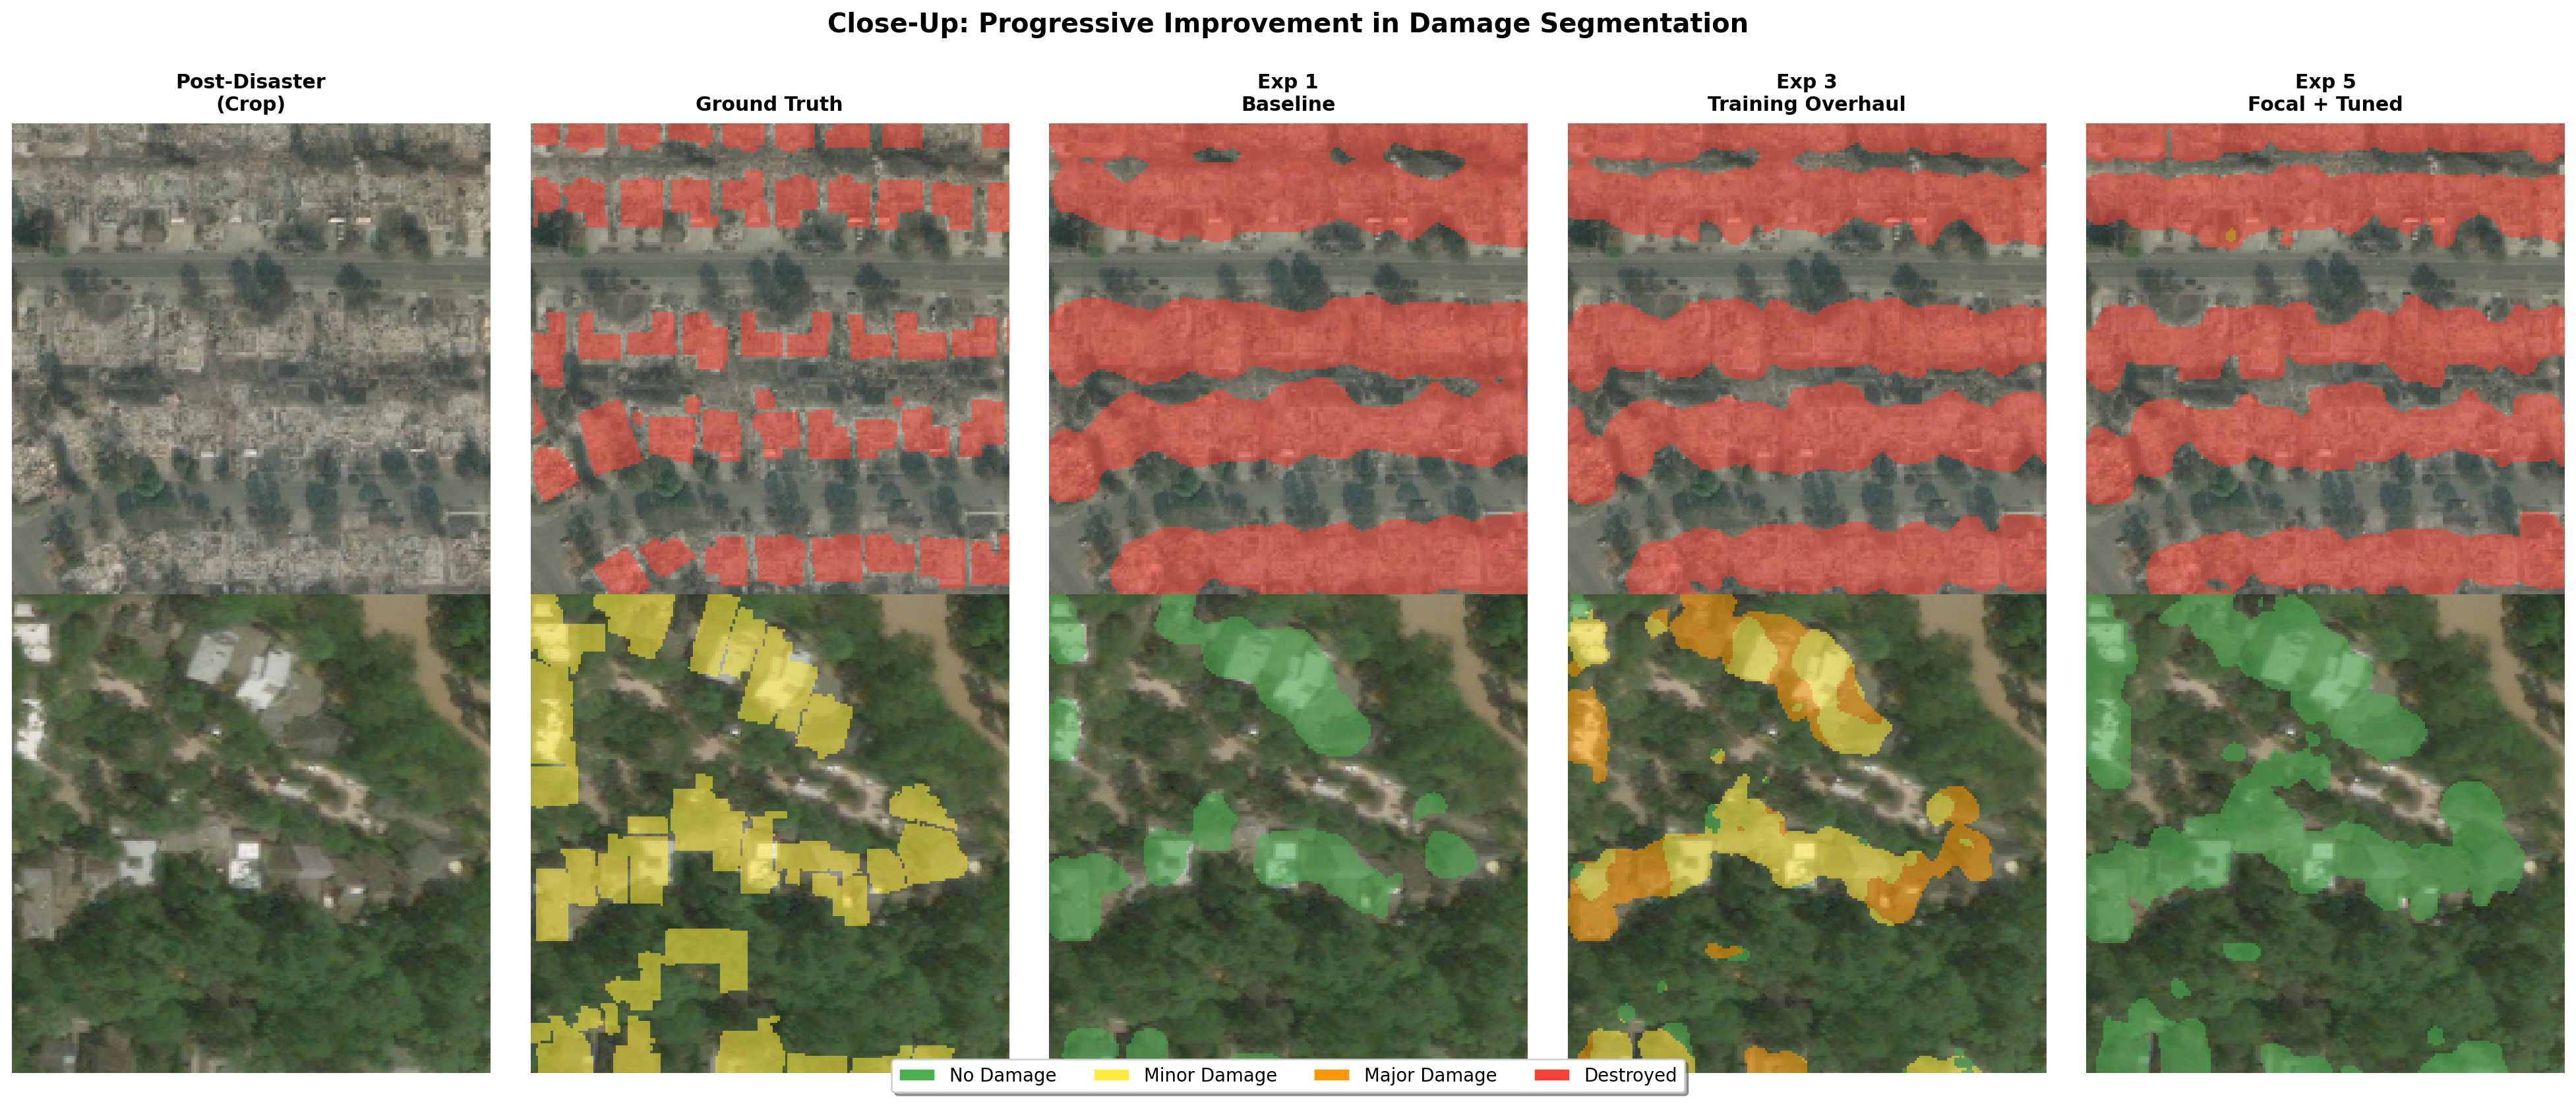 Close-Up: Progressive Improvement in Damage Segmentation
Post-Disaster
(Crop)
Ground Truth
Exp 1
Baseline
Exp 3
Training Overhaul
Exp 5
Focal + Tuned
No Damage
Minor Damage
Major Damage
Destroyed